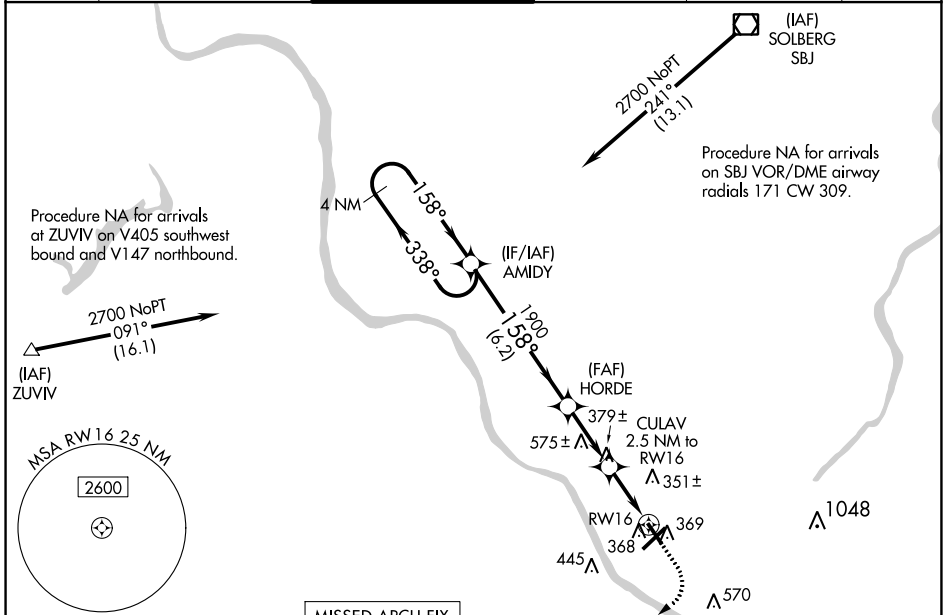 (IAF)
SOLBERG
SBJ
2700 NoPT
241°
(13.1)
Procedure NA for arrivals
on SBJ VOR/DME airway
radials 171 CW 309.
4 NM
158°
338°
(IF/IAF)
AMIDY
Procedure NA for arrivals
at ZUVIV on V405 southwest
bound and V147 northbound.
2700 NoPT
091°
(16.1)
(IAF)
ZUVIV
1900
158°
(6.2)
(FAF)
HORDE
379±
575±
CULAV
2.5 NM to
RW16
351±
MSA RW16 25 NM
2600
RW16
368
369
1048
445
570
MISSED APCH FIX